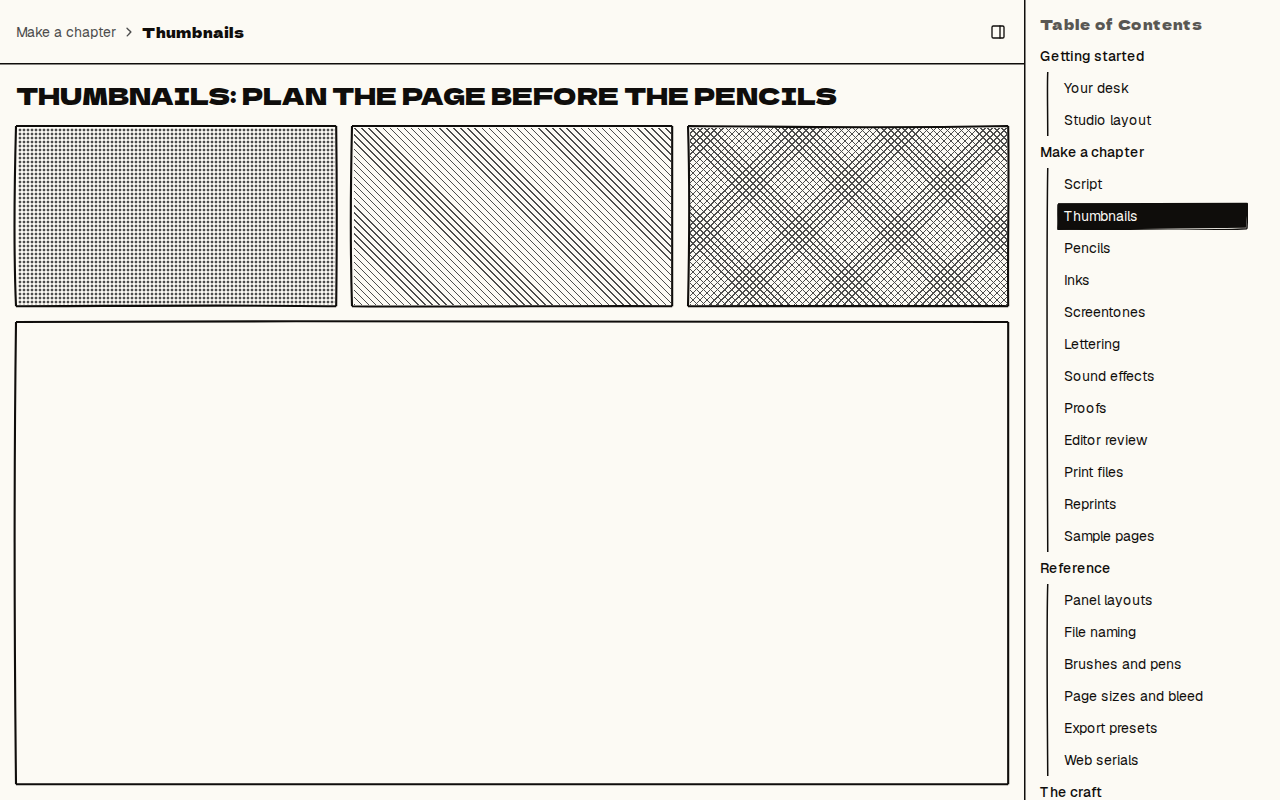 Make a chapter > Thumbnails
THUMBNAILS: PLAN THE PAGE BEFORE THE PENCILS
Table of Contents
Getting started
Your desk
Studio layout
Make a chapter
Script
Thumbnails
Pencils
Inks
Screentones
Lettering
Sound effects
Proofs
Editor review
Print files
Reprints
Sample pages
Reference
Panel layouts
File naming
Brushes and pens
Page sizes and bleed
Export presets
Web serials
The craft